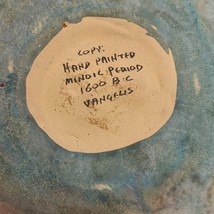 COPY:
HAND PAINTED
MINOIC PERIOD
1600 B.C
VANGELIS